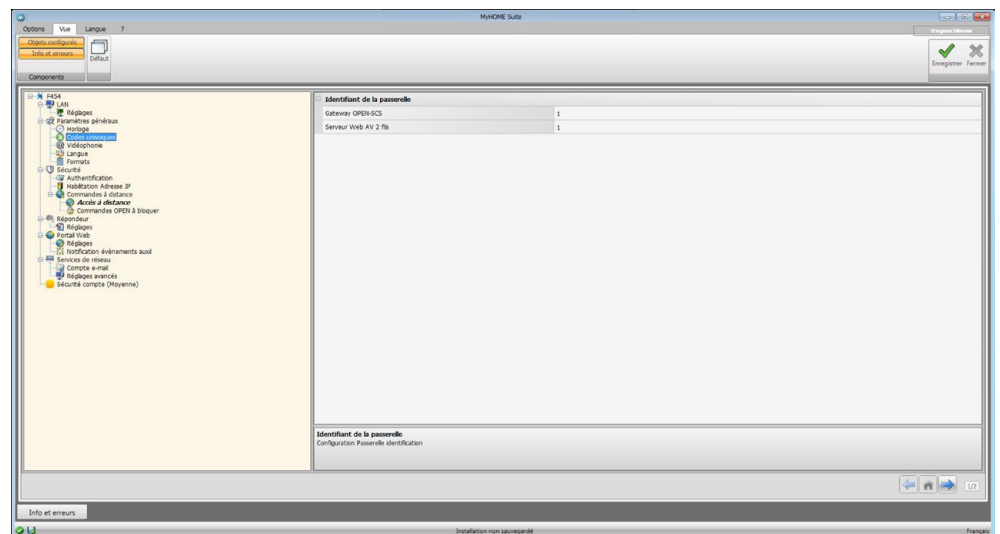 MyHOME Suite
Options Vue Langue ?
Objets configurés
Info et erreurs
Défaut
Components
Enregistrer Fermer
F454
LAN
Réglages
Paramètres généraux
Horloge
Codes univoques
Vidéophonie
Langue
Formats
Sécurité
Authentification
Habilitation Adresse IP
Commandes à distance
Accès à distance
Commandes OPEN à bloquer
Répondeur
Réglages
Portail Web
Réglages
Notification évènements auxil
Services de réseau
Compte e-mail
Réglages avancés
Sécurité compte (Moyenne)
Identifiant de la passerelle
Gateway OPEN-SCS 1
Serveur Web AV 2 fils 1
Identifiant de la passerelle
Configuration Passerelle identification
1/2
Info et erreurs
Installation non sauvegardé
Français